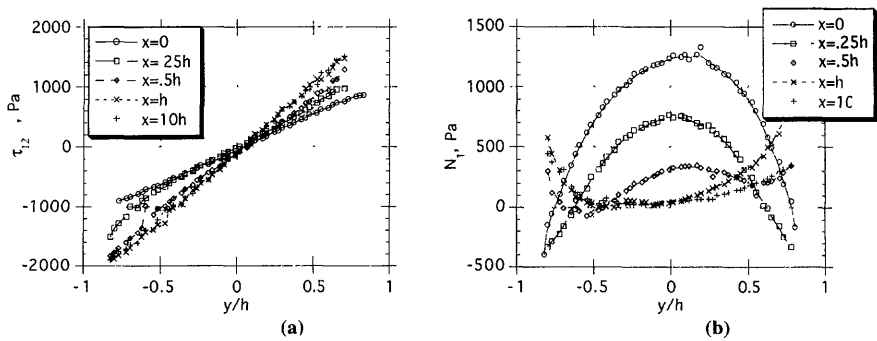 2000
1000
0
-1000
-2000
τ12 , Pa
x=0
x=.25h
x=.5h
x=h
x=10h
-1
-0.5
0
0.5
1
y/h
(a)
1500
1000
500
0
-500
N1, Pa
x=0
x=.25h
x=.5h
x=h
x=10
-1
-0.5
0
0.5
1
y/h
(b)